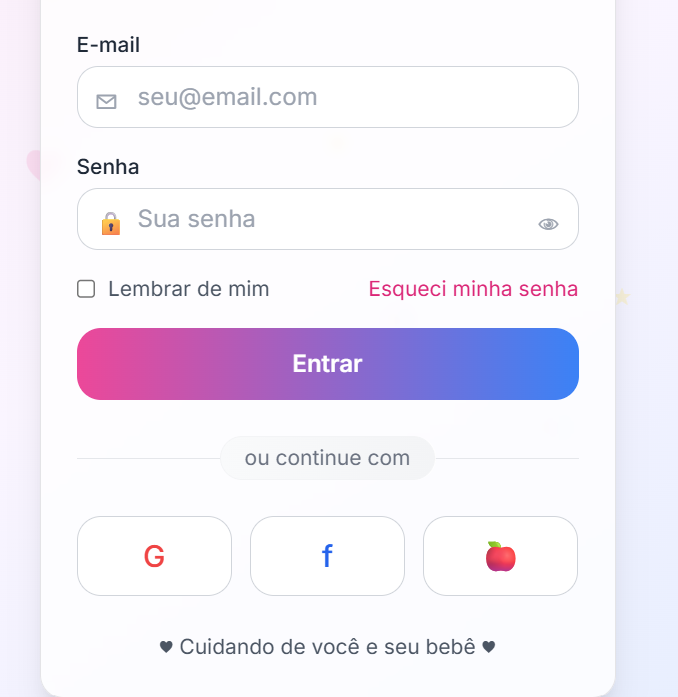 E-mail
seu@email.com
Senha
Sua senha
Lembrar de mim Esqueci minha senha
Entrar
ou continue com
G f
♥ Cuidando de você e seu bebê ♥